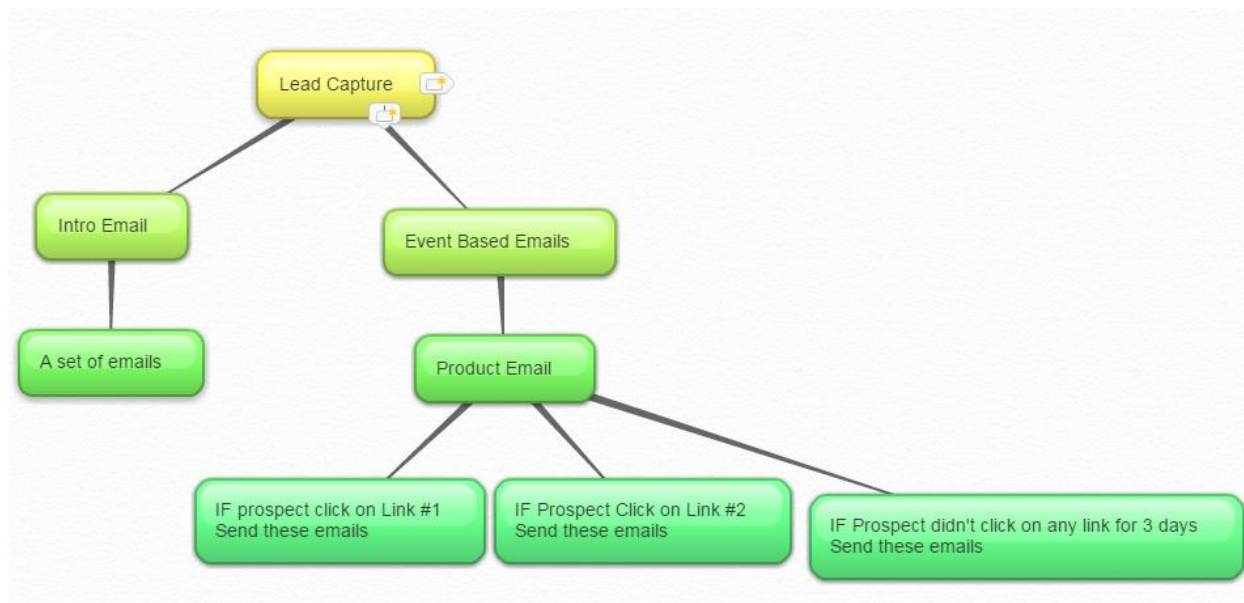 Lead Capture
Intro Email
Event Based Emails
A set of emails
Product Email
IF prospect click on Link #1
Send these emails
IF Prospect Click on Link #2
Send these emails
IF Prospect didn't click on any link for 3 days
Send these emails